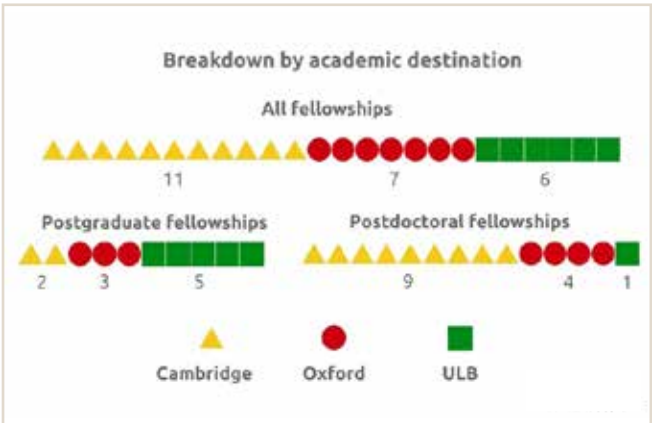 Breakdown by academic destination
All fellowships
11 7 6
Postgraduate fellowships
2 3 5
Postdoctoral fellowships
9 4 1
Cambridge Oxford ULB